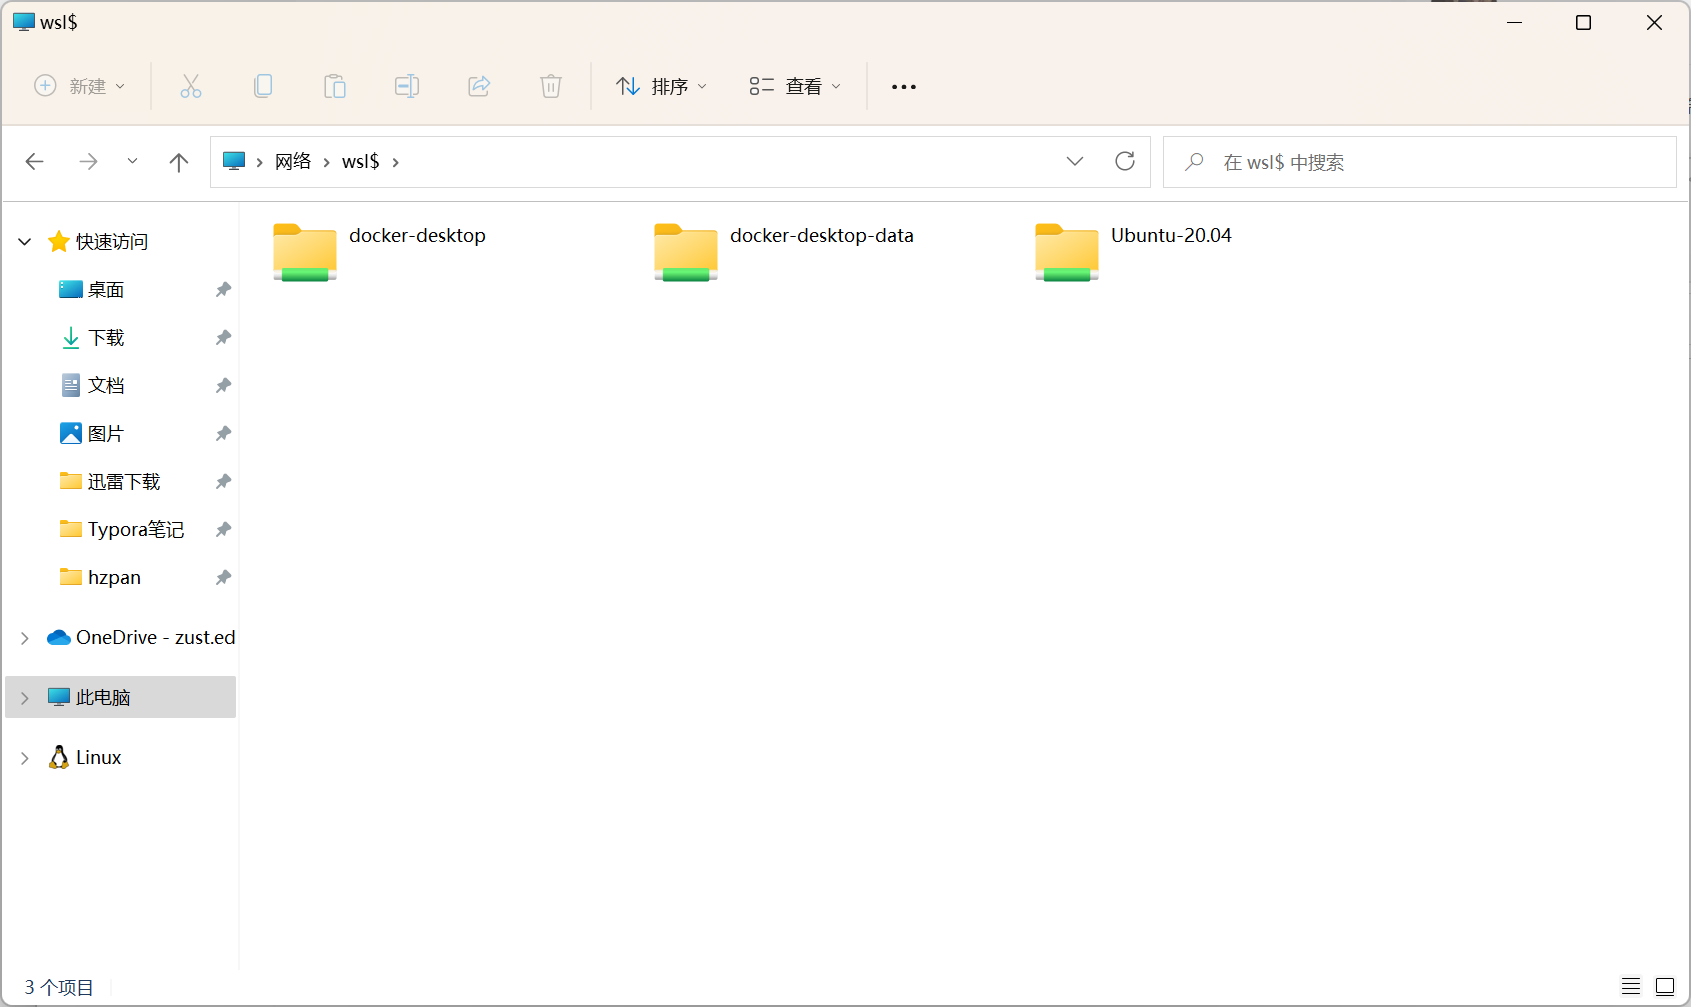 wsl$
新建
排序
查看
网络
wsl$
在 wsl$ 中搜索
快速访问
桌面
下载
文档
图片
迅雷下载
Typora笔记
hzpan
OneDrive - zust.ed
此电脑
Linux
docker-desktop
docker-desktop-data
Ubuntu-20.04
3 个项目